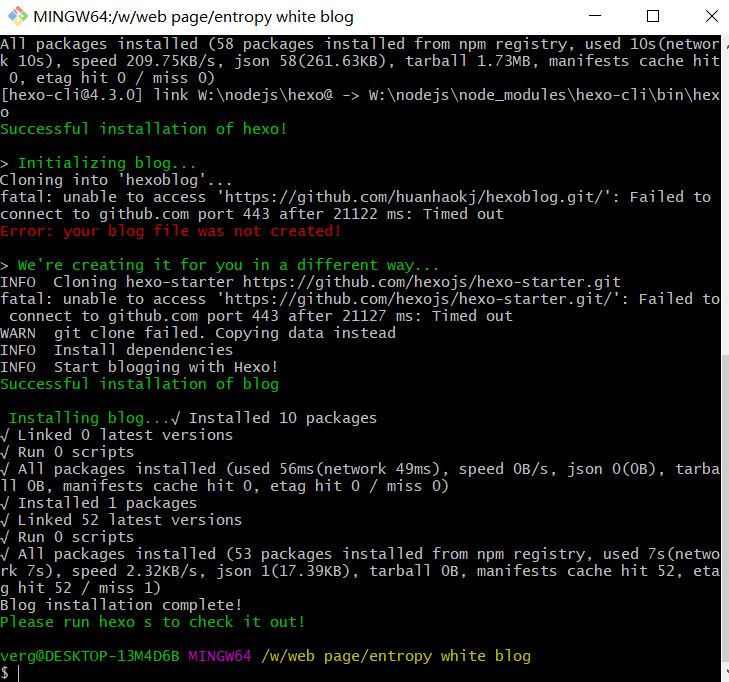 MINGW64:/w/web page/entropy white blog
All packages installed (58 packages installed from npm registry, used 10s(networ
k 10s), speed 209.75KB/s, json 58(261.63KB), tarball 1.73MB, manifests cache hit
 0, etag hit 0 / miss 0)
[hexo-cli@4.3.0] link W:\nodejs\hexo@ -> W:\nodejs\node_modules\hexo-cli\bin\hex
o
Successful installation of hexo!
> Initializing blog...
Cloning into 'hexoblog'...
fatal: unable to access 'https://github.com/huanhaokj/hexoblog.git/': Failed to
connect to github.com port 443 after 21122 ms: Timed out
Error: your blog file was not created!
> We're creating it for you in a different way...
INFO  Cloning hexo-starter https://github.com/hexojs/hexo-starter.git
fatal: unable to access 'https://github.com/hexojs/hexo-starter.git/': Failed to
 connect to github.com port 443 after 21127 ms: Timed out
WARN  git clone failed. Copying data instead
INFO  Install dependencies
INFO  Start blogging with Hexo!
Successful installation of blog
 Installing blog...√ Installed 10 packages
√ Linked 0 latest versions
√ Run 0 scripts
√ All packages installed (used 56ms(network 49ms), speed 0B/s, json 0(0B), tarba
ll 0B, manifests cache hit 0, etag hit 0 / miss 0)
√ Installed 1 packages
√ Linked 52 latest versions
√ Run 0 scripts
√ All packages installed (53 packages installed from npm registry, used 7s(netwo
rk 7s), speed 2.32KB/s, json 1(17.39KB), tarball 0B, manifests cache hit 52, eta
g hit 52 / miss 1)
Blog installation complete!
Please run hexo s to check it out!
verg@DESKTOP-13M4D6B MINGW64 /w/web page/entropy white blog
$